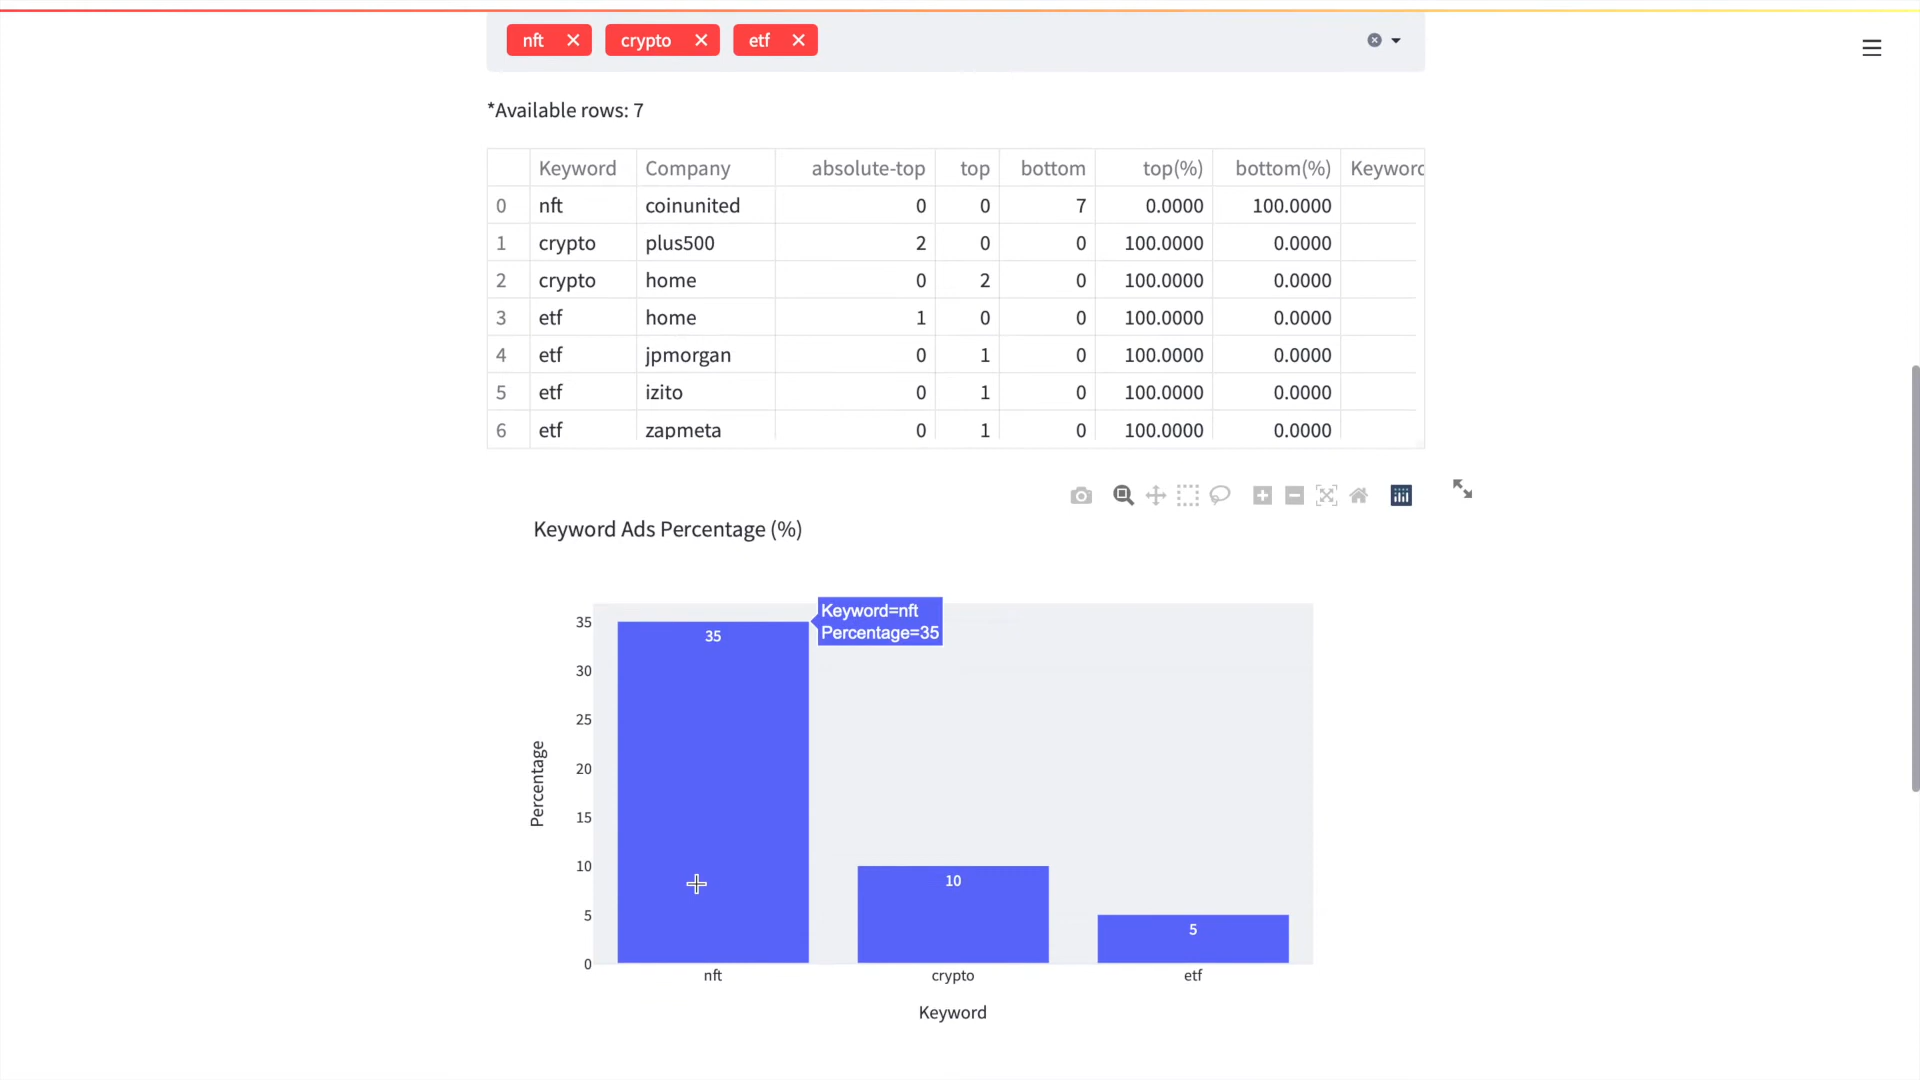 nft crypto etf
*Available rows: 7
Keyword Company absolute-top top bottom top(%) bottom(%) Keyword
0 nft coinunited 0 0 7 0.0000 100.0000
1 crypto plus500 2 0 0 100.0000 0.0000
2 crypto home 0 2 0 100.0000 0.0000
3 etf home 1 0 0 100.0000 0.0000
4 etf jpmorgan 0 1 0 100.0000 0.0000
5 etf izito 0 1 0 100.0000 0.0000
6 etf zapmeta 0 1 0 100.0000 0.0000
Keyword Ads Percentage (%)
Keyword=nft
Percentage=35
35
30
25
20
15
10
5
0
Percentage
35
10
5
nft crypto etf
Keyword